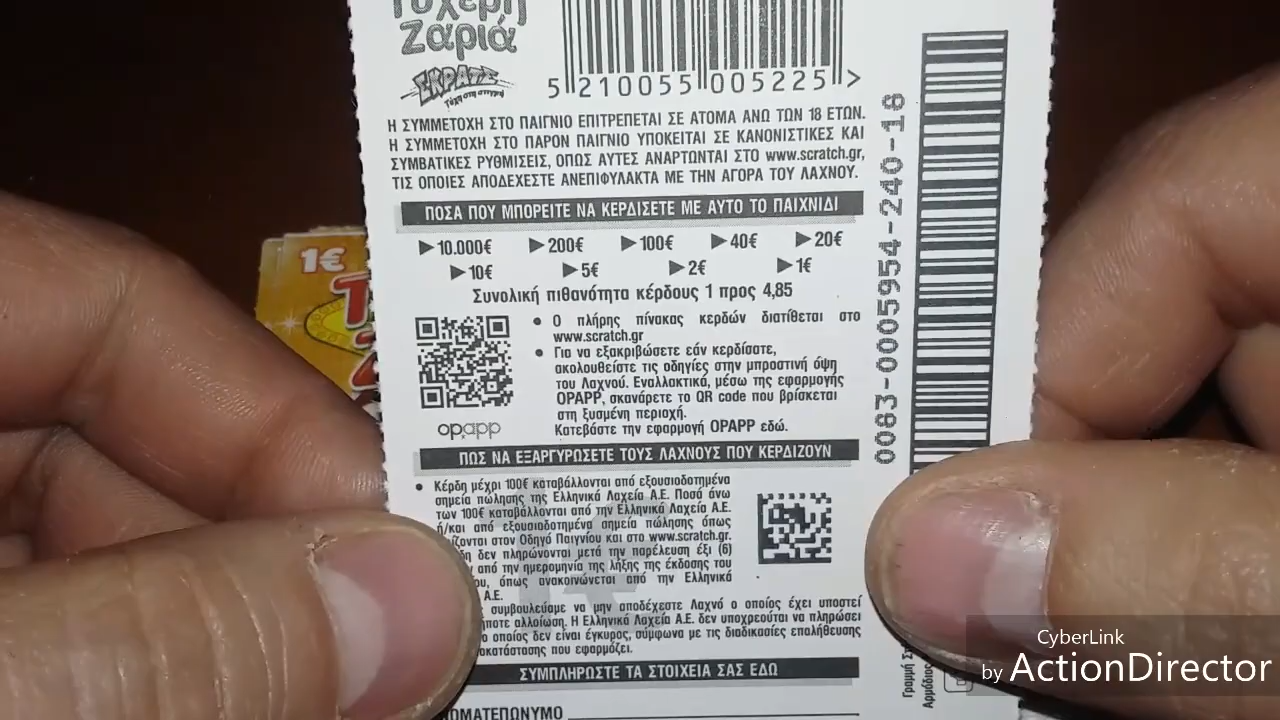 Τυχερή
Ζαριά
ΣΚΡΑΤΣ
Τύχη στη στιγμή
5 210055 005225 >
Η ΣΥΜΜΕΤΟΧΗ ΣΤΟ ΠΑΙΓΝΙΟ ΕΠΙΤΡΕΠΕΤΑΙ ΣΕ ΑΤΟΜΑ ΑΝΩ ΤΩΝ 18 ΕΤΩΝ.
Η ΣΥΜΜΕΤΟΧΗ ΣΤΟ ΠΑΡΟΝ ΠΑΙΓΝΙΟ ΥΠΟΚΕΙΤΑΙ ΣΕ ΚΑΝΟΝΙΣΤΙΚΕΣ ΚΑΙ
ΣΥΜΒΑΤΙΚΕΣ ΡΥΘΜΙΣΕΙΣ, ΟΠΩΣ ΑΥΤΕΣ ΑΝΑΡΤΩΝΤΑΙ ΣΤΟ www.scratch.gr,
ΤΙΣ ΟΠΟΙΕΣ ΑΠΟΔΕΧΕΣΤΕ ΑΝΕΠΙΦΥΛΑΚΤΑ ΜΕ ΤΗΝ ΑΓΟΡΑ ΤΟΥ ΛΑΧΝΟΥ.
ΠΟΣΑ ΠΟΥ ΜΠΟΡΕΙΤΕ ΝΑ ΚΕΡΔΙΣΕΤΕ ΜΕ ΑΥΤΟ ΤΟ ΠΑΙΧΝΙΔΙ
▶10.000€ ▶200€ ▶100€ ▶40€ ▶20€
▶10€ ▶5€ ▶2€ ▶1€
Συνολική πιθανότητα κέρδους 1 προς 4,85
• Ο πλήρης πίνακας κερδών διατίθεται στο
www.scratch.gr
• Για να εξακριβώσετε εάν κερδίσατε,
ακολουθείστε τις οδηγίες στην μπροστινή όψη
του Λαχνού. Εναλλακτικά, μέσω της εφαρμογής
OPAPP, σκανάρετε το QR code που βρίσκεται
στη ξυσμένη περιοχή.
Κατεβάστε την εφαρμογή OPAPP εδώ.
opapp
ΠΩΣ ΝΑ ΕΞΑΡΓΥΡΩΣΕΤΕ ΤΟΥΣ ΛΑΧΝΟΥΣ ΠΟΥ ΚΕΡΔΙΖΟΥΝ
• Κέρδη μέχρι 100€ καταβάλλονται από εξουσιοδοτημένα
σημεία πώλησης της Ελληνικά Λαχεία Α.Ε. Ποσά άνω
των 100€ καταβάλλονται από την Ελληνικά Λαχεία Α.Ε.
ή/και από εξουσιοδοτημένα σημεία πώλησης όπως
ίζονται στον Οδηγό Παιγνίου και στο www.scratch.gr.
δη δεν πληρώνονται μετά την παρέλευση έξι (6)
από την ημερομηνία της λήξης της έκδοσης του
ου, όπως ανακοινώνεται από την Ελληνικά
Α.Ε.
συμβουλεύαμε να μην αποδέχεστε Λαχνό ο οποίος έχει υποστεί
ήποτε αλλοίωση. Η Ελληνικά Λαχεία Α.Ε. δεν υποχρεούται να πληρώσει
ο οποίος δεν είναι έγκυρος, σύμφωνα με τις διαδικασίες επαλήθευσης
οκατάστασης που εφαρμόζει.
ΣΥΜΠΛΗΡΩΣΤΕ ΤΑ ΣΤΟΙΧΕΙΑ ΣΑΣ ΕΔΩ
ΟΜΑΤΕΠΩΝΥΜΟ
0083-0005954-240-18
1€
CyberLink
by ActionDirector